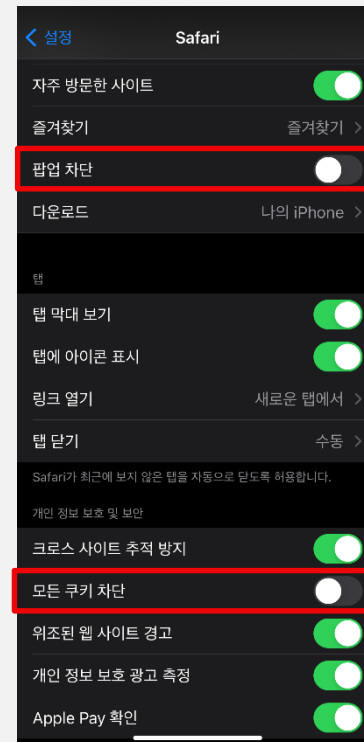 설정
Safari
자주 방문한 사이트
즐겨찾기 즐겨찾기
팝업 차단
다운로드 나의 iPhone
탭
탭 막대 보기
탭에 아이콘 표시
링크 열기 새로운 탭에서
탭 닫기 수동
Safari가 최근에 보지 않은 탭을 자동으로 닫도록 허용합니다.
개인 정보 보호 및 보안
크로스 사이트 추적 방지
모든 쿠키 차단
위조된 웹 사이트 경고
개인 정보 보호 광고 측정
Apple Pay 확인